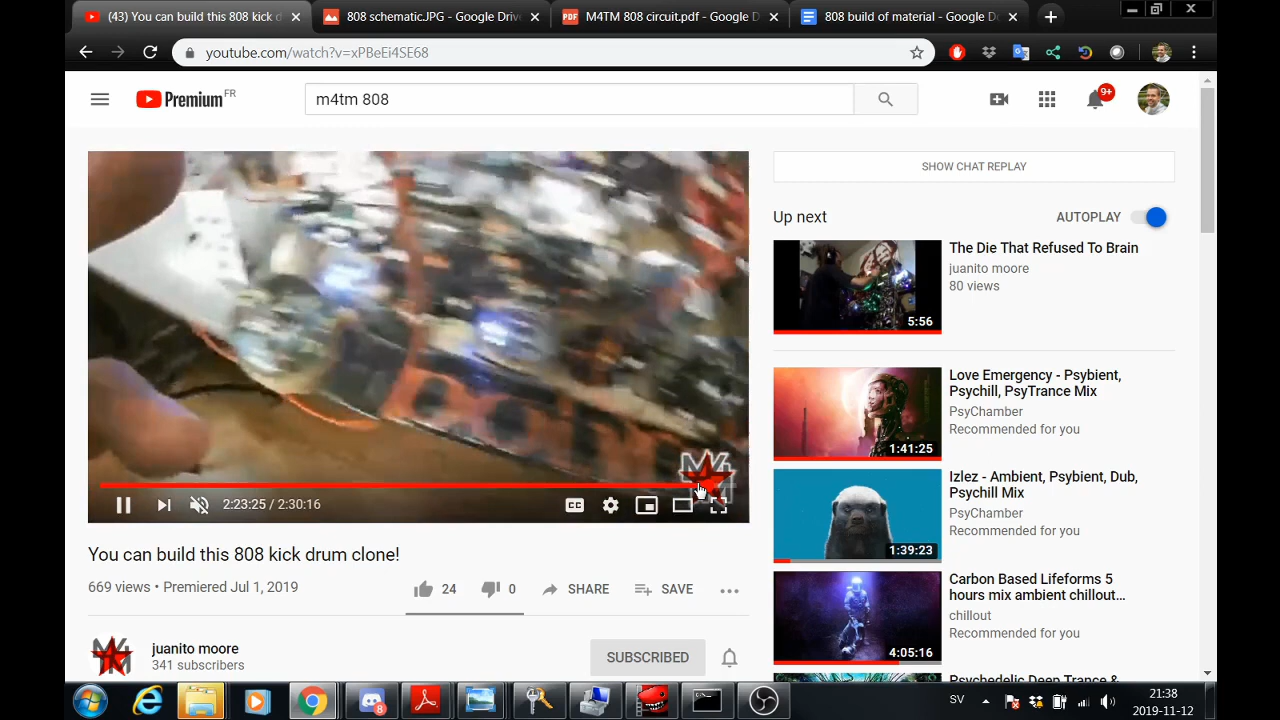 (43) You can build this 808 kick d
808 schematic.JPG - Google Driv
M4TM 808 circuit.pdf - Google D
808 build of material - Google D
youtube.com/watch?v=xPBeEi4SE68
Premium FR
m4tm 808
9+
SHOW CHAT REPLAY
Up next
AUTOPLAY
The Die That Refused To Brain
juanito moore
80 views
5:56
Love Emergency - Psybient,
Psychill, PsyTrance Mix
PsyChamber
Recommended for you
1:41:25
Izlez - Ambient, Psybient, Dub,
Psychill Mix
PsyChamber
Recommended for you
1:39:23
Carbon Based Lifeforms 5
hours mix ambient chillout...
chillout
Recommended for you
4:05:16
Psychedelic Deep Trance &
CC
2:23:25 / 2:30:16
You can build this 808 kick drum clone!
669 views • Premiered Jul 1, 2019
24
0
SHARE
SAVE
juanito moore
341 subscribers
SUBSCRIBED
8
SV
21:38
2019-11-12